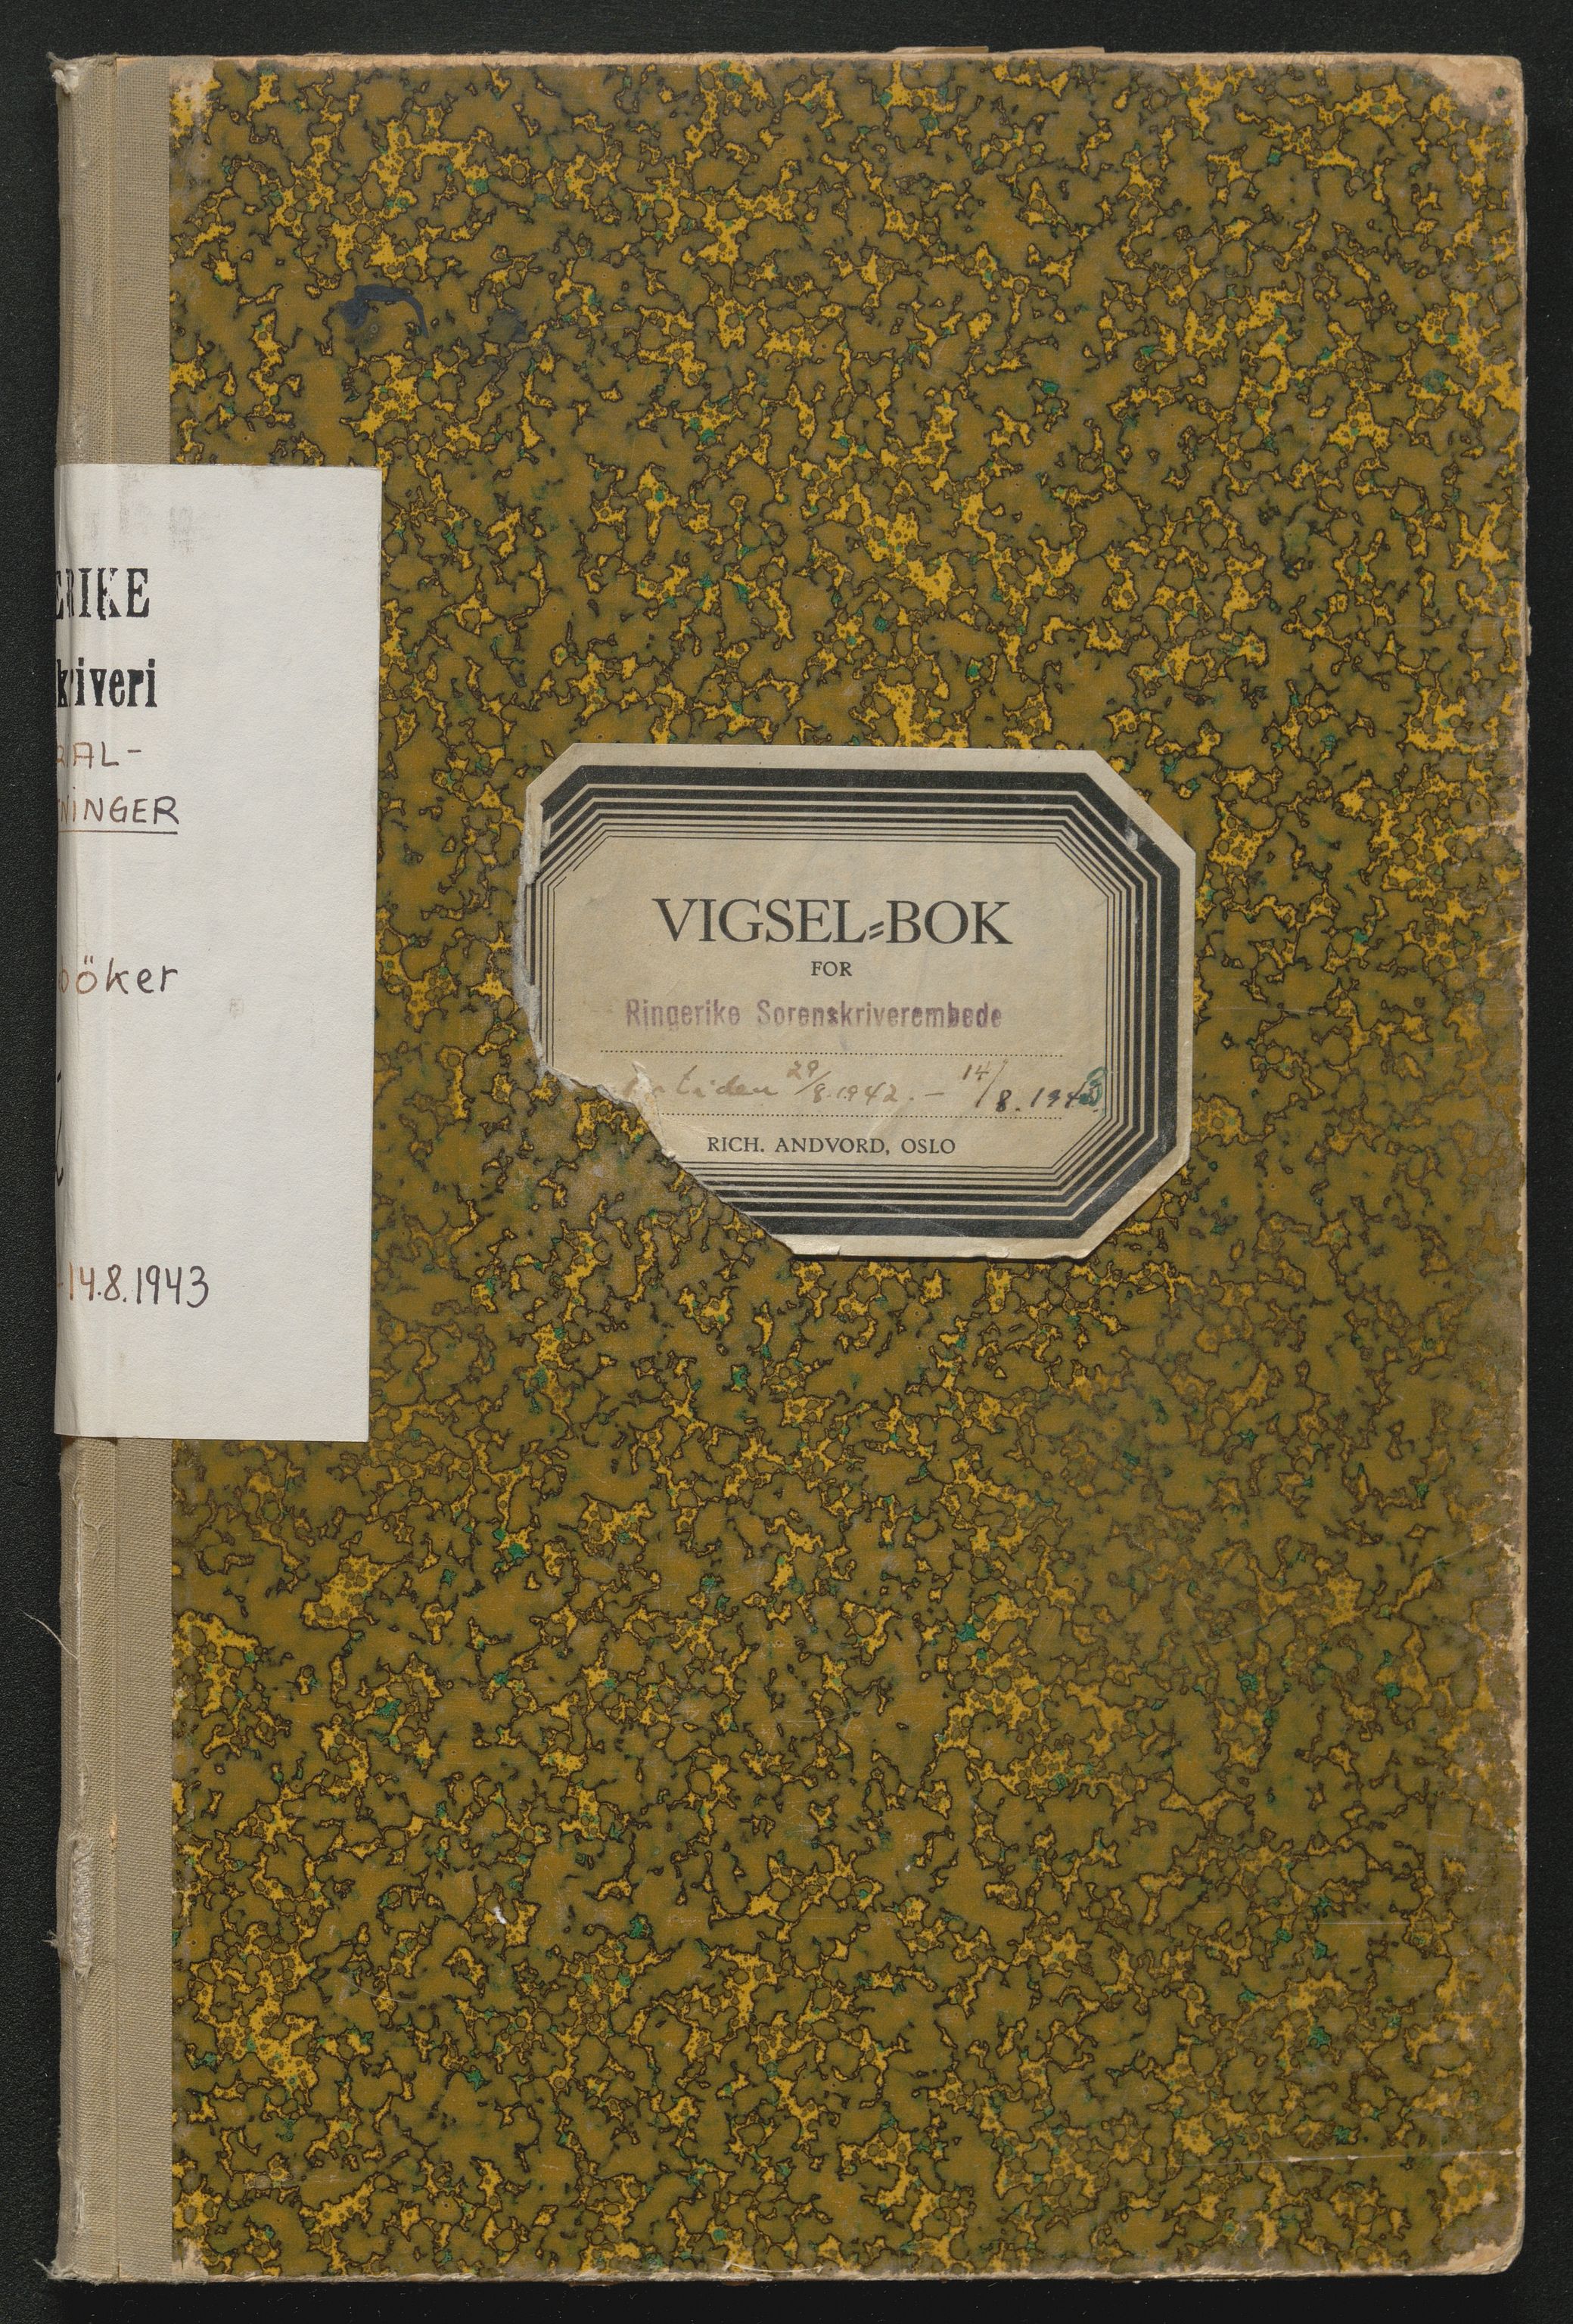 ERIKE
kriveri
RAL-
NINGER
böker
-14.8.1943
VIGSEL=BOK
FOR
Ringerike Sorenskriverembede
tiden 29/8.1942. - 14/8.1943
RICH. ANDVORD, OSLO